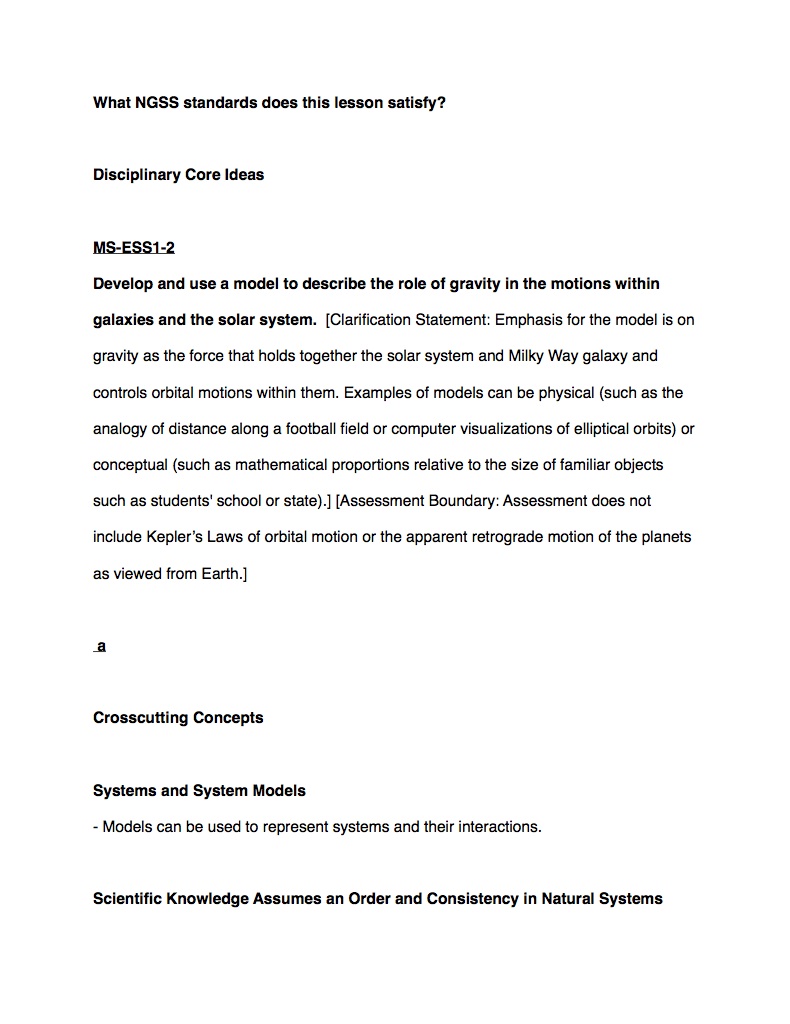 What NGSS standards does this lesson satisfy?
Disciplinary Core Ideas
MS-ESS1-2
Develop and use a model to describe the role of gravity in the motions within
galaxies and the solar system.  [Clarification Statement: Emphasis for the model is on
gravity as the force that holds together the solar system and Milky Way galaxy and
controls orbital motions within them. Examples of models can be physical (such as the
analogy of distance along a football field or computer visualizations of elliptical orbits) or
conceptual (such as mathematical proportions relative to the size of familiar objects
such as students' school or state).] [Assessment Boundary: Assessment does not
include Kepler’s Laws of orbital motion or the apparent retrograde motion of the planets
as viewed from Earth.]
a
Crosscutting Concepts
Systems and System Models
- Models can be used to represent systems and their interactions.
Scientific Knowledge Assumes an Order and Consistency in Natural Systems